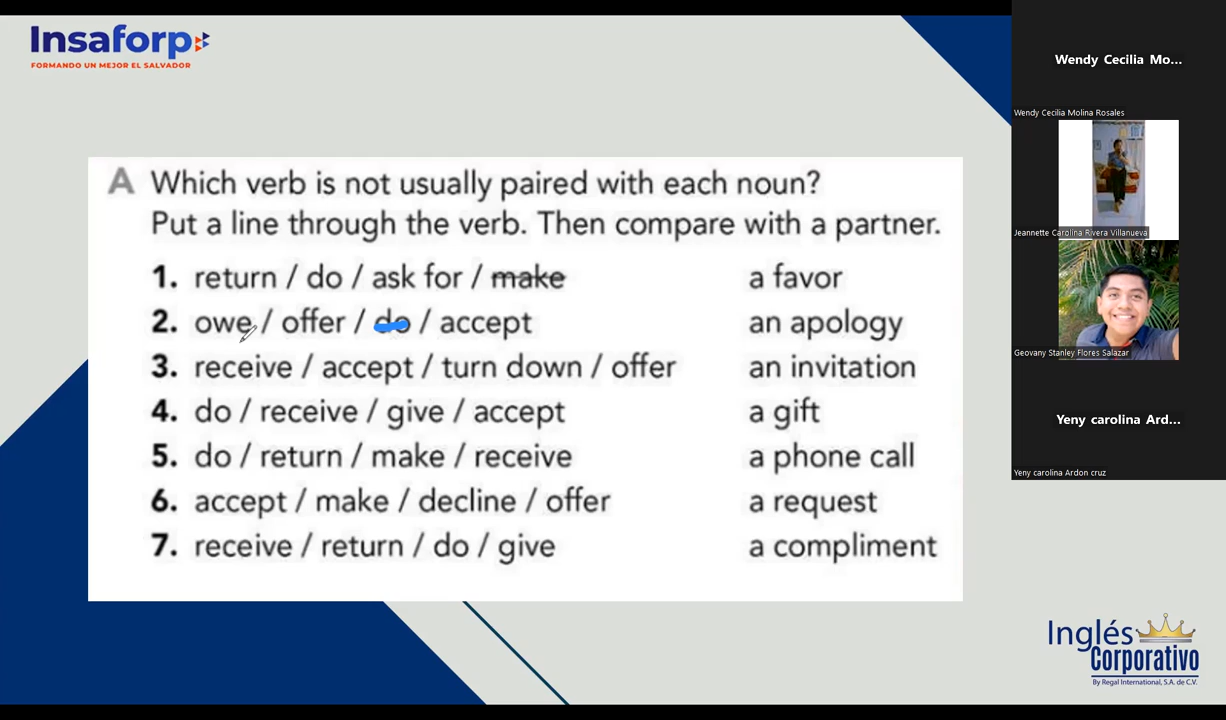 Insaforp
FORMANDO UN MEJOR EL SALVADOR
A Which verb is not usually paired with each noun?
Put a line through the verb. Then compare with a partner.
1. return / do / ask for / make a favor
2. owe / offer / do / accept an apology
3. receive / accept / turn down / offer an invitation
4. do / receive / give / accept a gift
5. do / return / make / receive a phone call
6. accept / make / decline / offer a request
7. receive / return / do / give a compliment
Wendy Cecilia Mo...
Wendy Cecilia Molina Rosales
Jeannette Carolina Rivera Villanueva
Geovany Stanley Flores Salazar
Yeny carolina Ard...
Yeny carolina Ardon cruz
Inglés
Corporativo
By Regal International, S.A. de C.V.